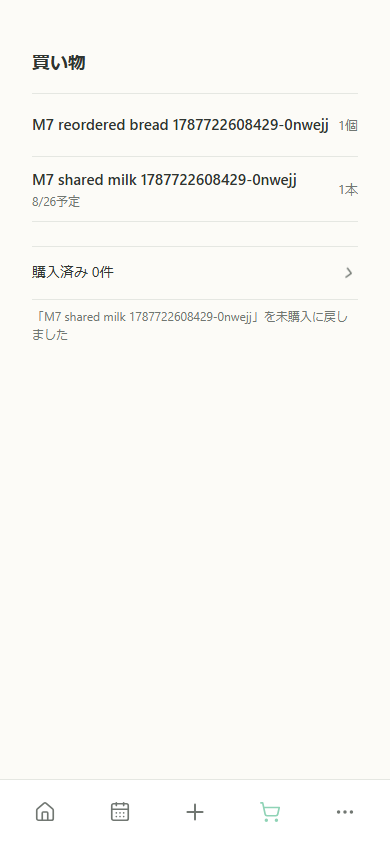 買い物
M7 reordered bread 1787722608429-0nwejj 1個
M7 shared milk 1787722608429-0nwejj 1本
8/26予定
購入済み 0件
「M7 shared milk 1787722608429-0nwejj」を未購入に戻し
ました